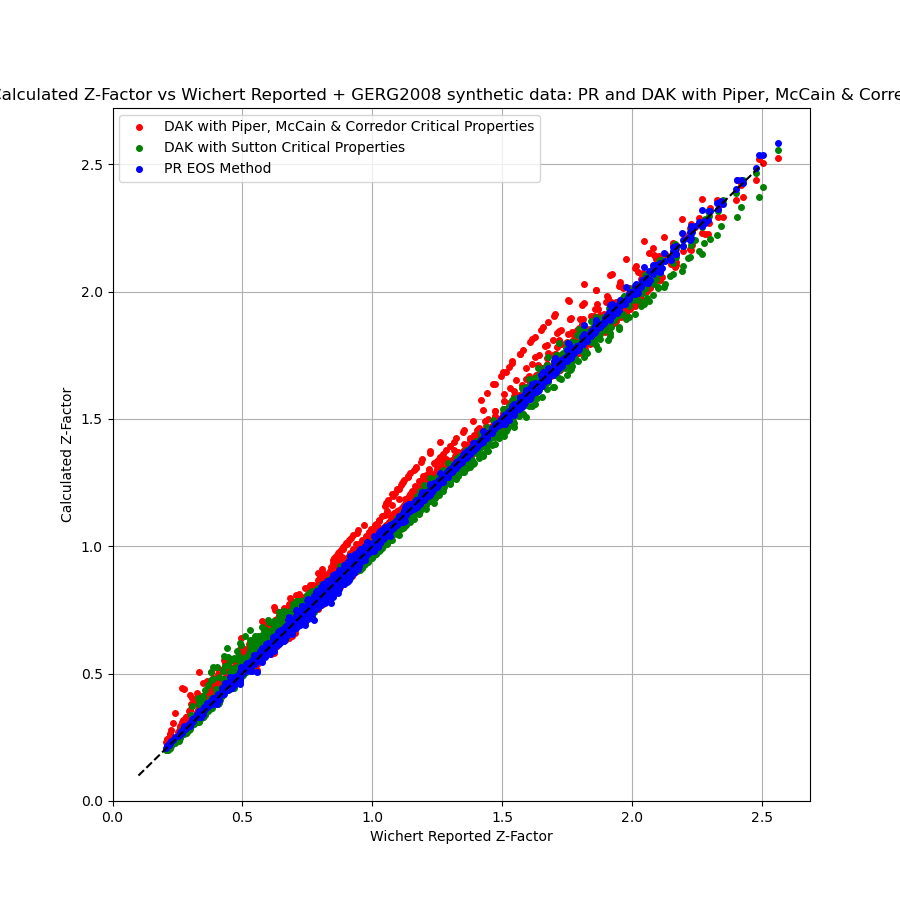 Calculated Z-Factor vs Wichert Reported + GERG2008 synthetic data: PR and DAK with Piper, McCain & Corre
DAK with Piper, McCain & Corredor Critical Properties
DAK with Sutton Critical Properties
PR EOS Method
2.5
2.0
1.5
1.0
0.5
0.0
Calculated Z-Factor
0.0 0.5 1.0 1.5 2.0 2.5
Wichert Reported Z-Factor